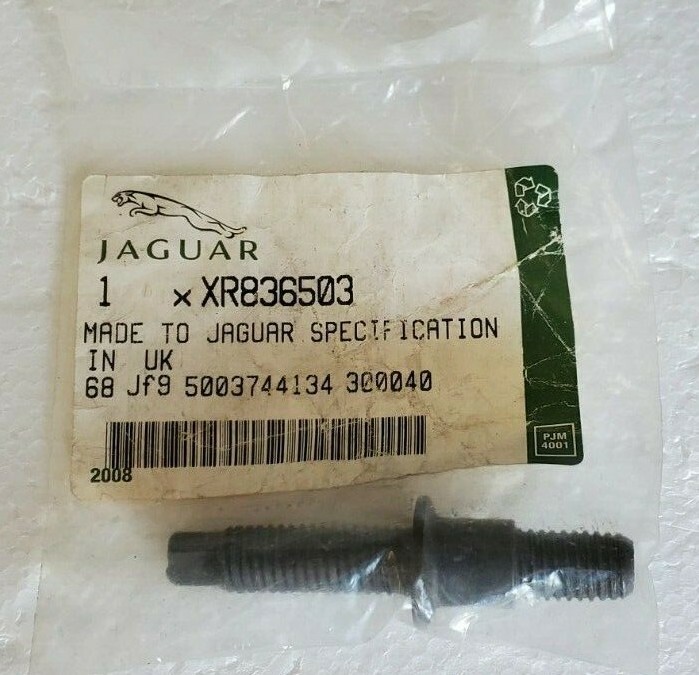 JAGUAR
1 x XR836503
MADE TO JAGUAR SPECIFICATION
IN UK
68 Jf9 5003744134 300040
2008
PJM
4001